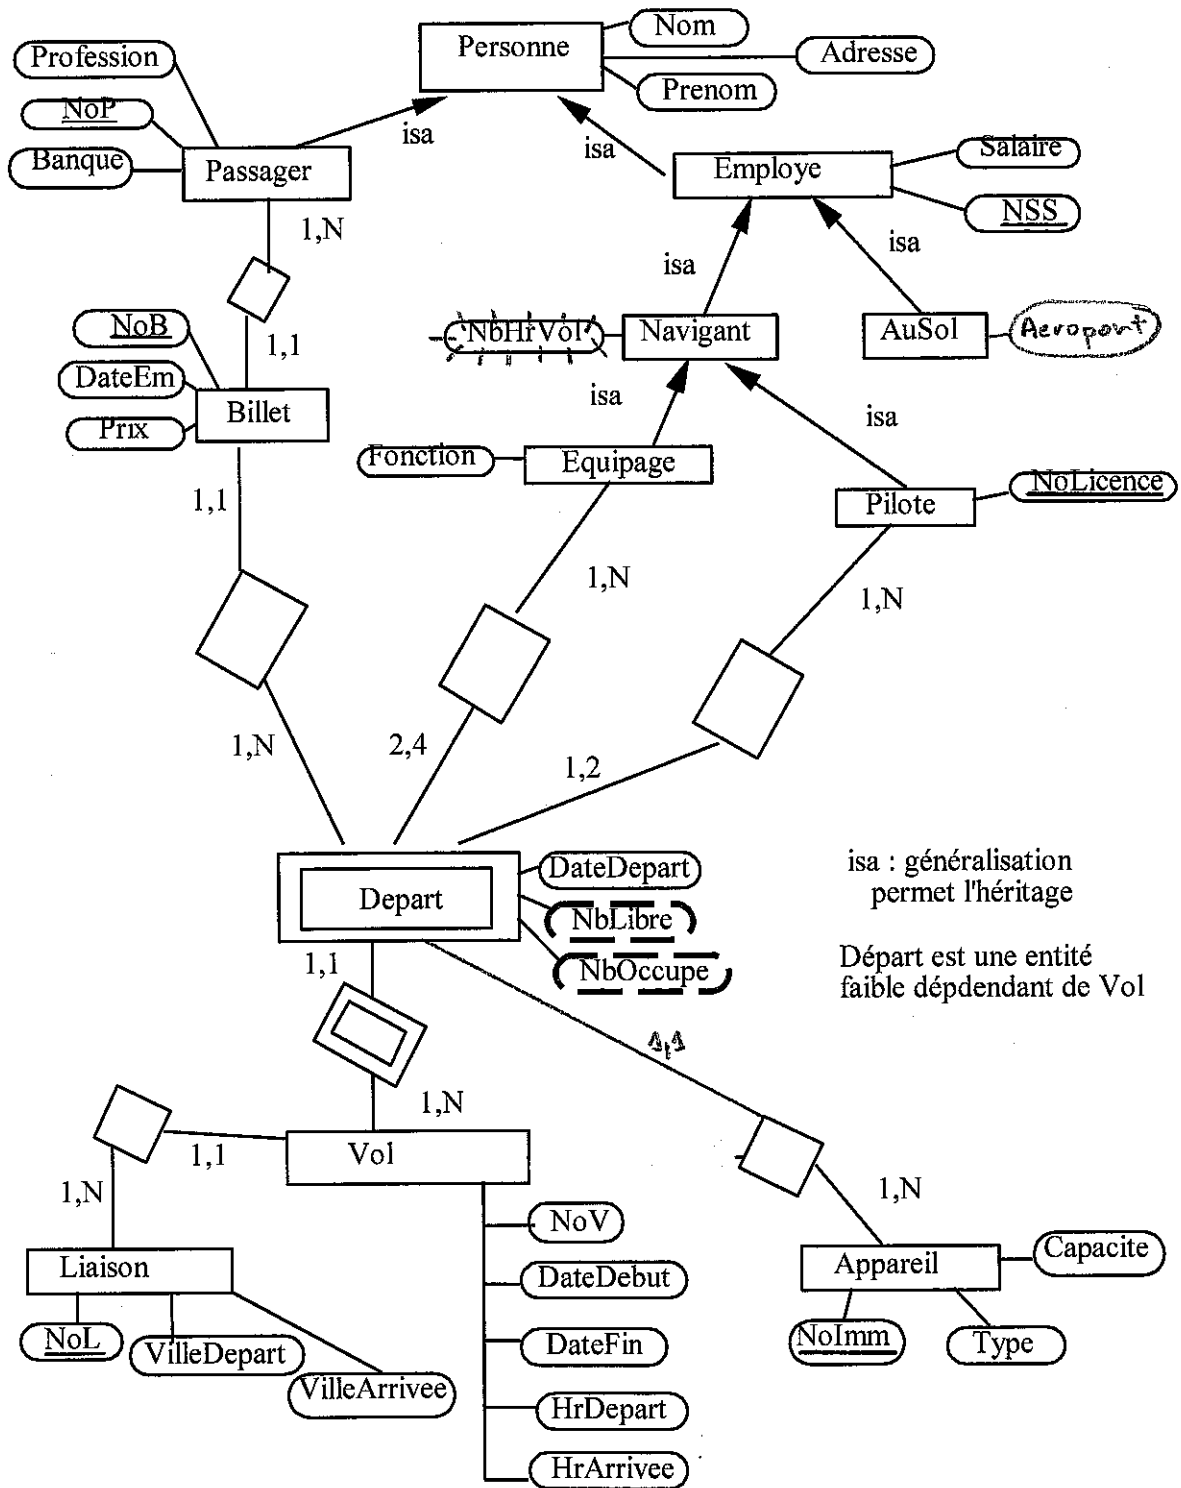 Nom
Personne
Adresse
Profession
Prenom
NoP
isa
isa
Banque
Passager
Employe
Salaire
NSS
1,N
isa
isa
NoB
NbHrVol
Navigant
AuSol
Aeroport
1,1
DateEm
isa
isa
Billet
Prix
Fonction
Equipage
NoLicence
1,1
Pilote
1,N
1,N
1,N
2,4
1,2
DateDepart
isa : généralisation
permet l'héritage
Depart
NbLibre
NbOccupe
1,1
Départ est une entité
faible dépdendant de Vol
1,1
1,N
1,1
Vol
1,N
1,N
NoV
Liaison
DateDebut
Appareil
Capacite
NoL
VilleDepart
DateFin
NoImm
Type
VilleArrivee
HrDepart
HrArrivee